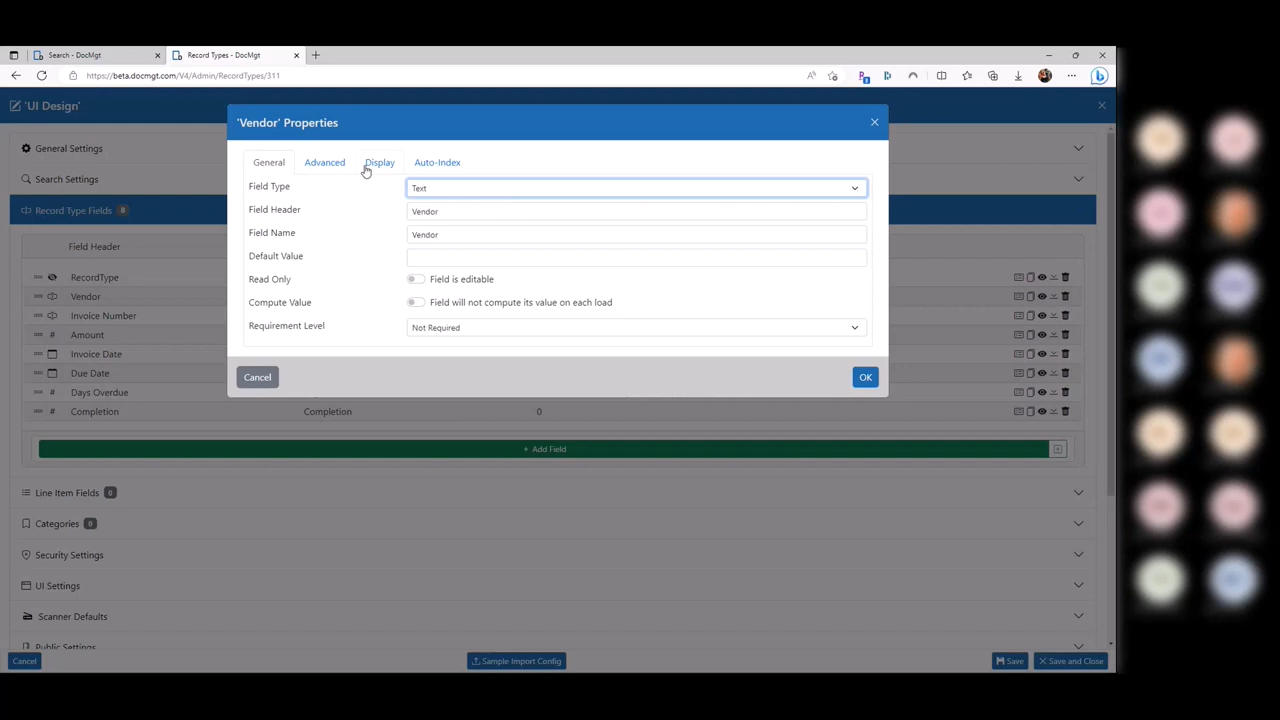 Search - DocMgt
Record Types - DocMgt
https://beta.docmgt.com/V4/Admin/RecordTypes/311
'UI Design'
'Vendor' Properties
General Advanced Display Auto-Index
Field Type Text
Field Header Vendor
Field Name Vendor
Default Value
Read Only Field is editable
Compute Value Field will not compute its value on each load
Requirement Level Not Required
Cancel OK
General Settings
Search Settings
Record Type Fields 8
Field Header
RecordType
Vendor
Invoice Number
# Amount
Invoice Date
Due Date
# Days Overdue
# Completion Completion 0
+ Add Field
Line Item Fields 0
Categories 0
Security Settings
UI Settings
Scanner Defaults
Public Settings
Cancel Sample Import Config Save Save and Close